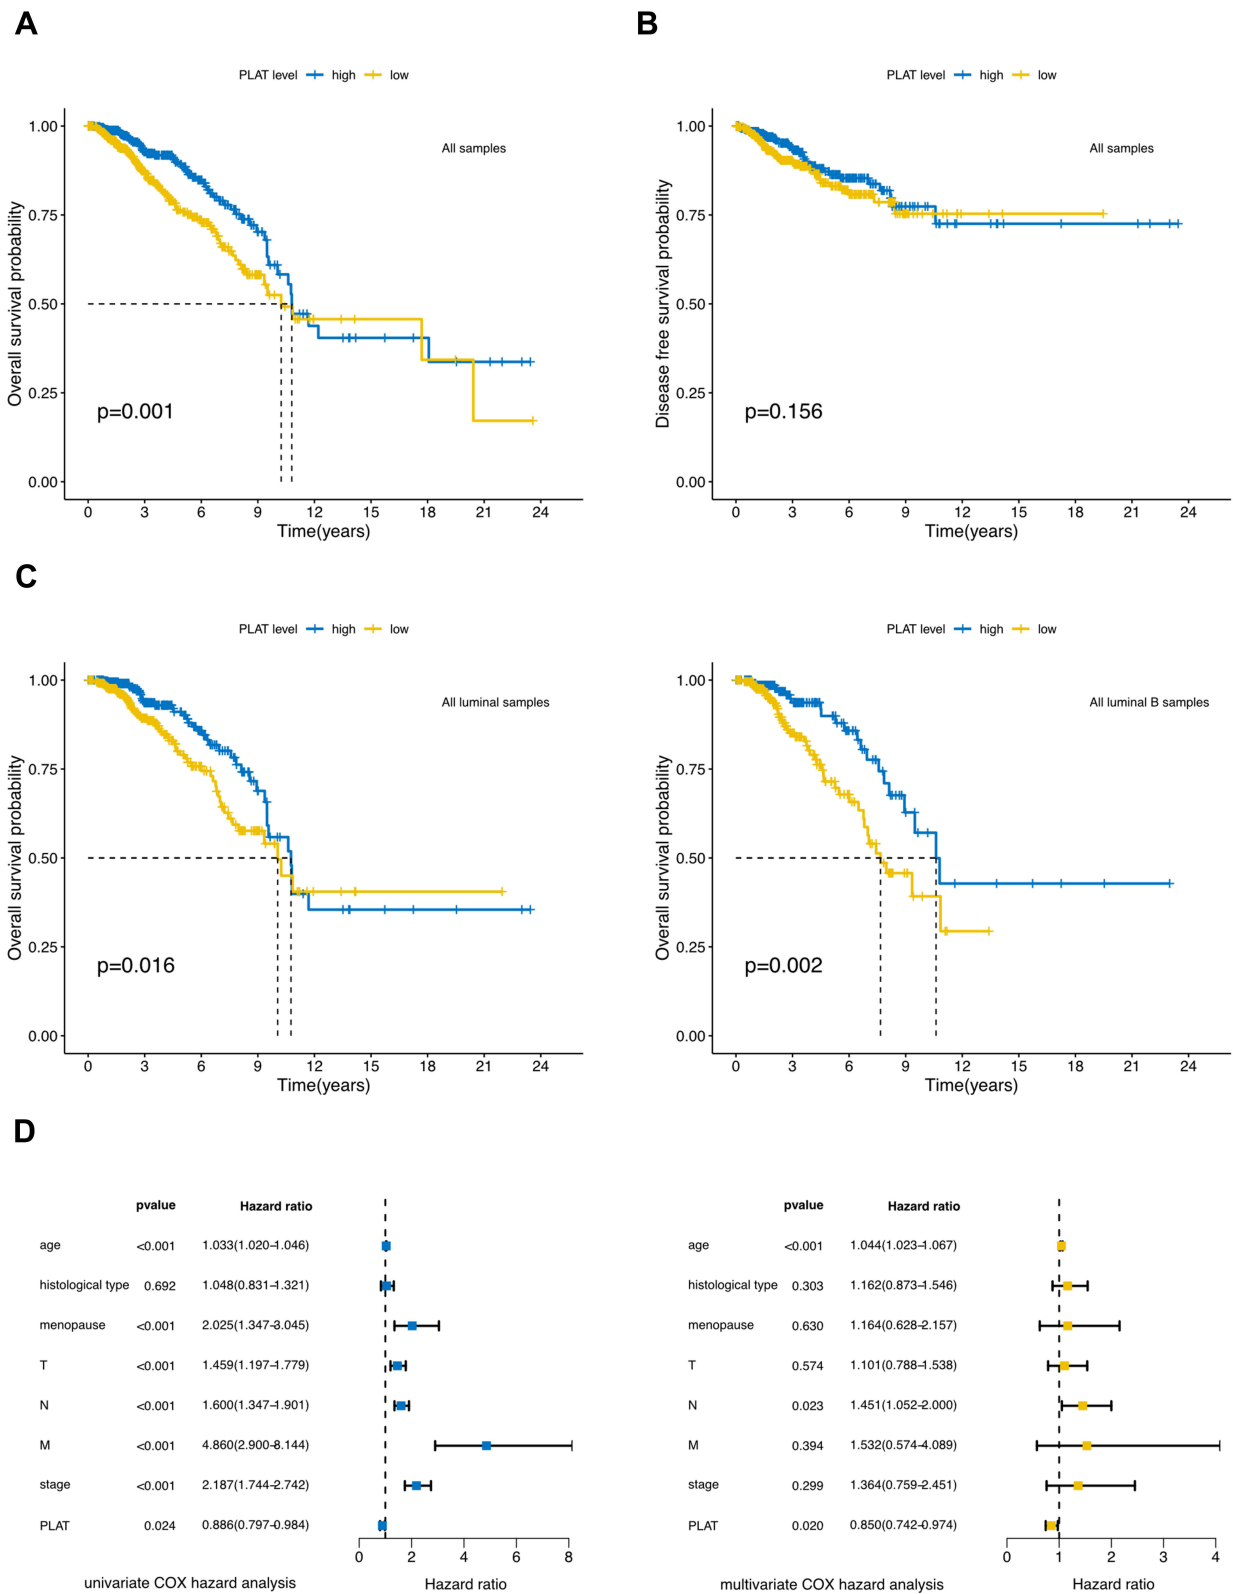 A
B
PLAT level high low
PLAT level high low
All samples
All samples
Overall survival probability
1.00
0.75
0.50
0.25
0.00
p=0.001
0 3 6 9 12 15 18 21 24
Time(years)
Disease free survival probability
1.00
0.75
0.50
0.25
0.00
p=0.156
0 3 6 9 12 15 18 21 24
Time(years)
C
PLAT level high low
PLAT level high low
All luminal samples
All luminal B samples
Overall survival probability
1.00
0.75
0.50
0.25
0.00
p=0.016
0 3 6 9 12 15 18 21 24
Time(years)
Overall survival probability
1.00
0.75
0.50
0.25
0.00
p=0.002
0 3 6 9 12 15 18 21 24
Time(years)
D
pvalue Hazard ratio
age <0.001 1.033(1.020–1.046)
histological type 0.692 1.048(0.831–1.321)
menopause <0.001 2.025(1.347–3.045)
T <0.001 1.459(1.197–1.779)
N <0.001 1.600(1.347–1.901)
M <0.001 4.860(2.900–8.144)
stage <0.001 2.187(1.744–2.742)
PLAT 0.024 0.886(0.797–0.984)
0 2 4 6 8
univariate COX hazard analysis Hazard ratio
pvalue Hazard ratio
age <0.001 1.044(1.023–1.067)
histological type 0.303 1.162(0.873–1.546)
menopause 0.630 1.164(0.628–2.157)
T 0.574 1.101(0.788–1.538)
N 0.023 1.451(1.052–2.000)
M 0.394 1.532(0.574–4.089)
stage 0.299 1.364(0.759–2.451)
PLAT 0.020 0.850(0.742–0.974)
0 1 2 3 4
multivariate COX hazard analysis Hazard ratio